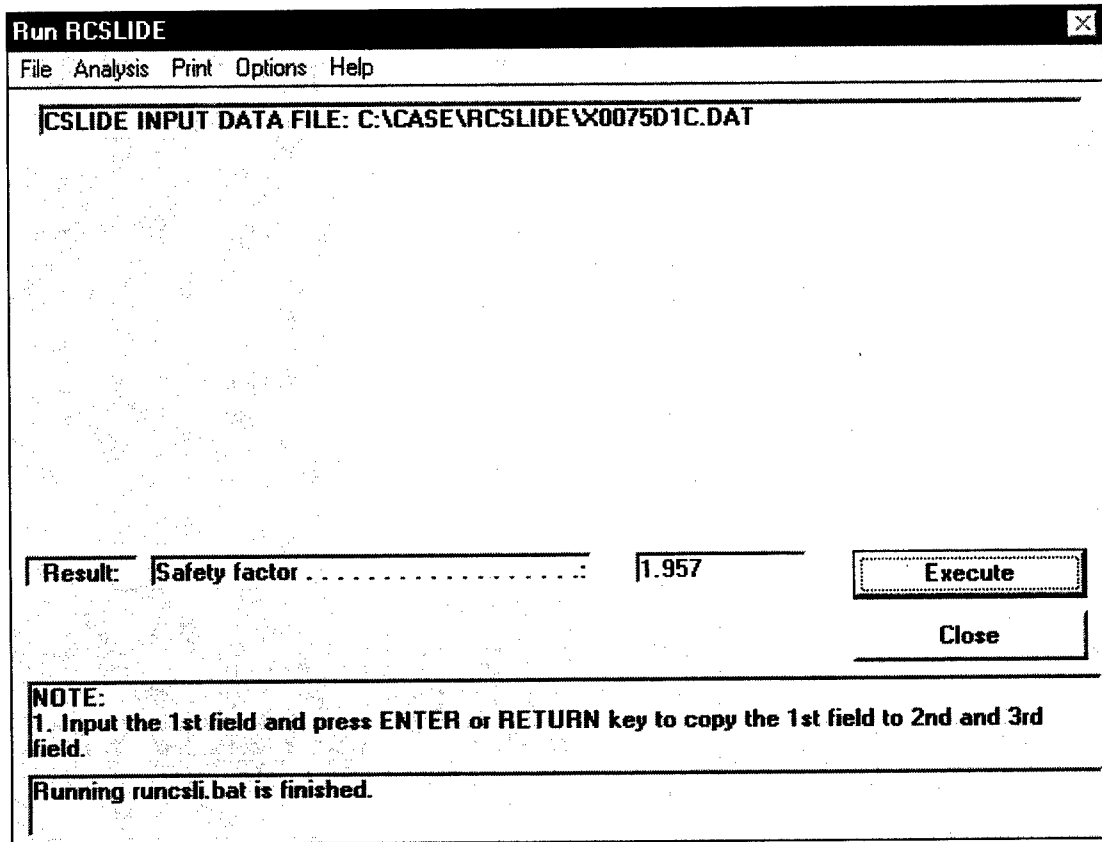 Run RCSLIDE
File Analysis Print Options Help
CSLIDE INPUT DATA FILE: C:\CASE\RCSLIDE\X0075D1C.DAT
Result: Safety factor . . . . . . . . . . . . . . . . . . .: 1.957 Execute
Close
NOTE:
1. Input the 1st field and press ENTER or RETURN key to copy the 1st field to 2nd and 3rd
field.
Running runcsli.bat is finished.